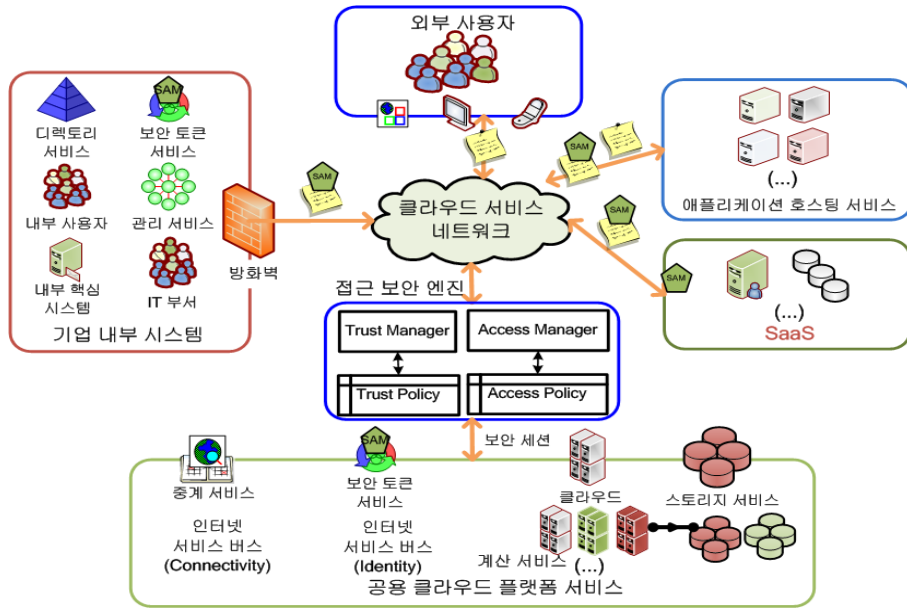 외부 사용자
SAM
디렉토리
서비스
보안 토큰
서비스
내부 사용자
관리 서비스
내부 핵심
시스템
IT 부서
기업 내부 시스템
방화벽
SAM
클라우드 서비스
네트워크
SAM
(...)
애플리케이션 호스팅 서비스
SAM
SAM
(...)
SaaS
접근 보안 엔진
Trust Manager
Access Manager
Trust Policy
Access Policy
보안 세션
중계 서비스
인터넷
서비스 버스
(Connectivity)
SAM
보안 토큰
서비스
인터넷
서비스 버스
(Identity)
클라우드
스토리지 서비스
계산 서비스
(...)
공용 클라우드 플랫폼 서비스